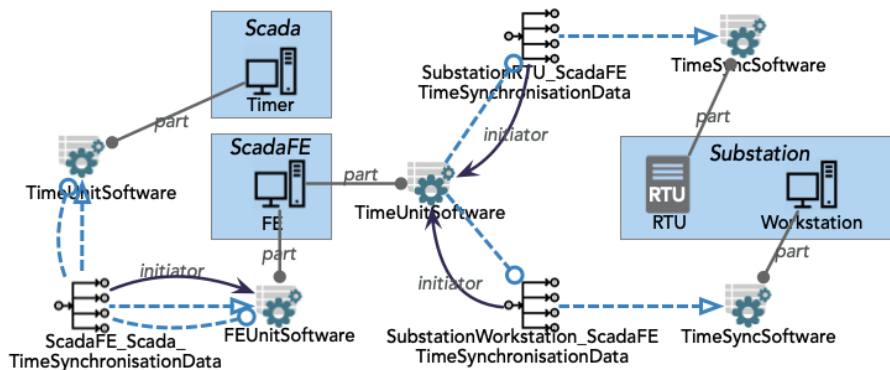 Scada
Timer
part
TimeUnitSoftware
ScadaFE
FE
part
part
TimeUnitSoftware
initiator
FEUnitSoftware
ScadaFE_Scada_
TimeSynchronisationData
SubstationRTU_ScadaFE
TimeSynchronisationData
initiator
TimeSyncSoftware
part
Substation
RTU
RTU
Workstation
part
initiator
SubstationWorkstation_ScadaFE
TimeSynchronisationData
TimeSyncSoftware